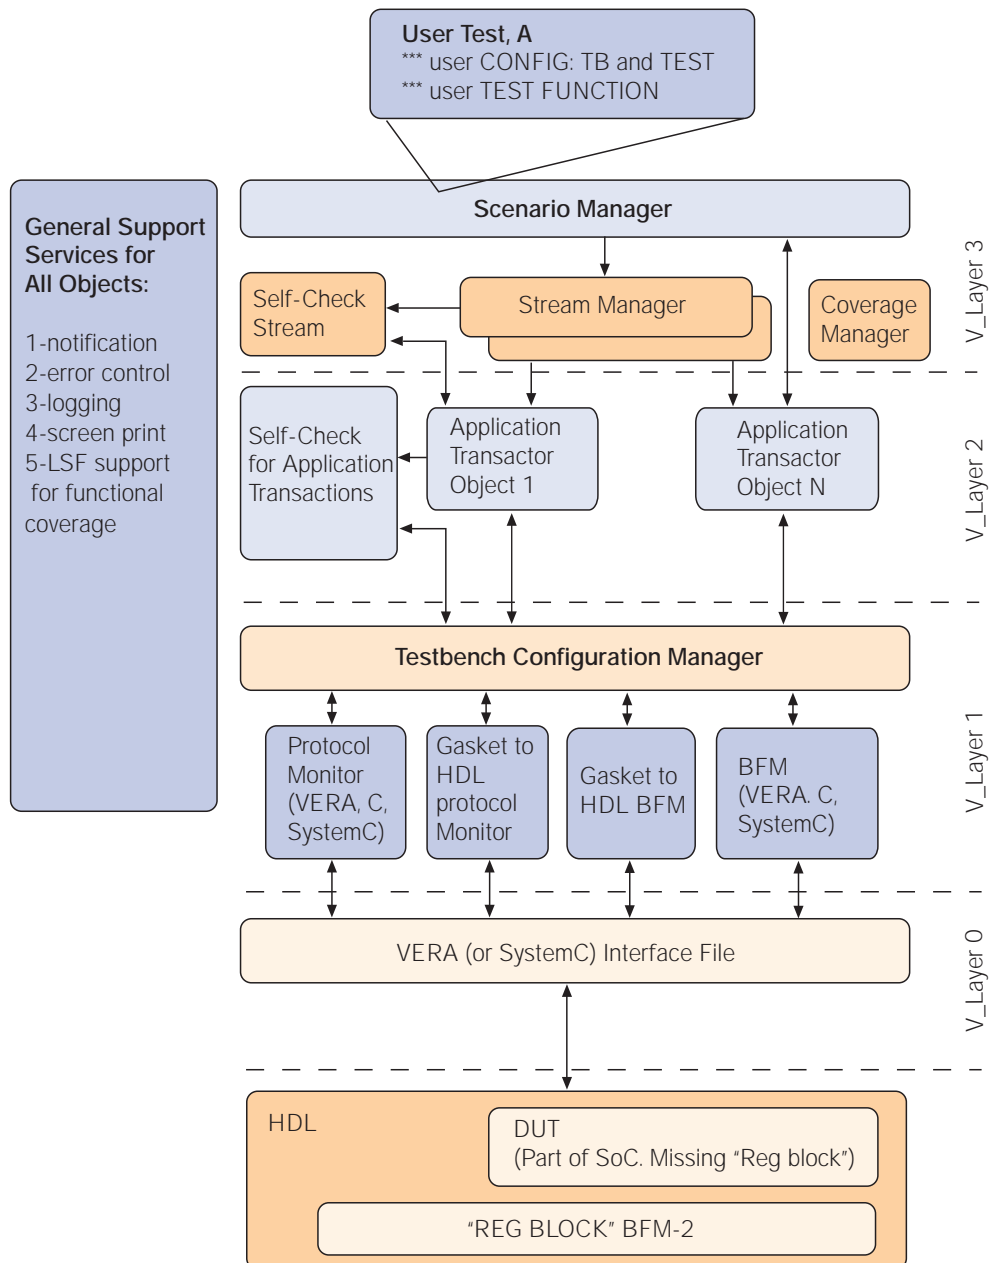 User Test, A
*** user CONFIG: TB and TEST
*** user TEST FUNCTION
General Support
Services for
All Objects:
1-notification
2-error control
3-logging
4-screen print
5-LSF support
for functional
coverage
Scenario Manager
Self-Check
Stream
Stream Manager
Coverage
Manager
V_Layer 3
Self-Check
for Application
Transactions
Application
Transactor
Object 1
Application
Transactor
Object N
V_Layer 2
Testbench Configuration Manager
Protocol
Monitor
(VERA, C,
SystemC)
Gasket to
HDL
protocol
Monitor
Gasket to
HDL BFM
BFM
(VERA. C,
SystemC)
V_Layer 1
VERA (or SystemC) Interface File
V_Layer 0
HDL
DUT
(Part of SoC. Missing “Reg block”)
“REG BLOCK” BFM-2